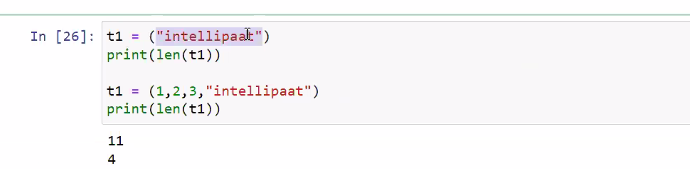 In [26]: t1 = ("intellipaat")
print(len(t1))
t1 = (1,2,3,"intellipaat")
print(len(t1))
11
4